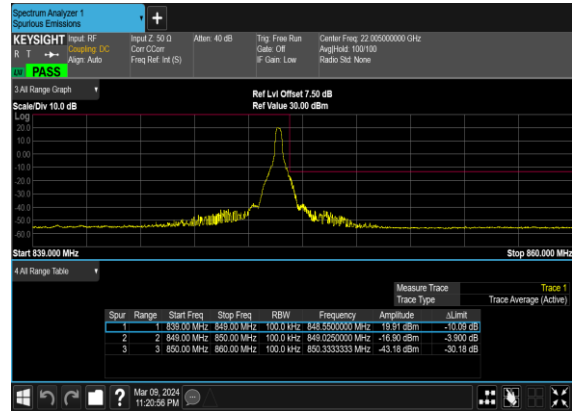 Spectrum Analyzer 1
Spurious Emissions
+
KEYSIGHT Input: RF Input Z: 50 Ω Atten: 40 dB Trig: Free Run Center Freq: 22.005000000 GHz
R T Coupling: DC Corr CCorr Gate: Off Avg|Hold: 100/100
Align: Auto Freq Ref: Int (S) IF Gain: Low Radio Std: None
LW PASS
3 All Range Graph
Ref Lvl Offset 7.50 dB
Scale/Div 10.0 dB Ref Value 30.00 dBm
Log
20.0
10.0
0.00
-10.0
-20.0
-30.0
-40.0
-50.0
-60.0
Start 839.000 MHz Stop 860.000 MHz
4 All Range Table
Measure Trace Trace 1
Trace Type Trace Average (Active)
Spur Range Start Freq Stop Freq RBW Frequency Amplitude ΔLimit
1 1 839.00 MHz 849.00 MHz 100.0 kHz 848.5500000 MHz 19.91 dBm -10.09 dB
2 2 849.00 MHz 850.00 MHz 100.0 kHz 849.0250000 MHz -16.90 dBm -3.900 dB
3 3 850.00 MHz 860.00 MHz 100.0 kHz 850.3333333 MHz -43.18 dBm -30.18 dB
? Mar 09, 2024
11:20:56 PM